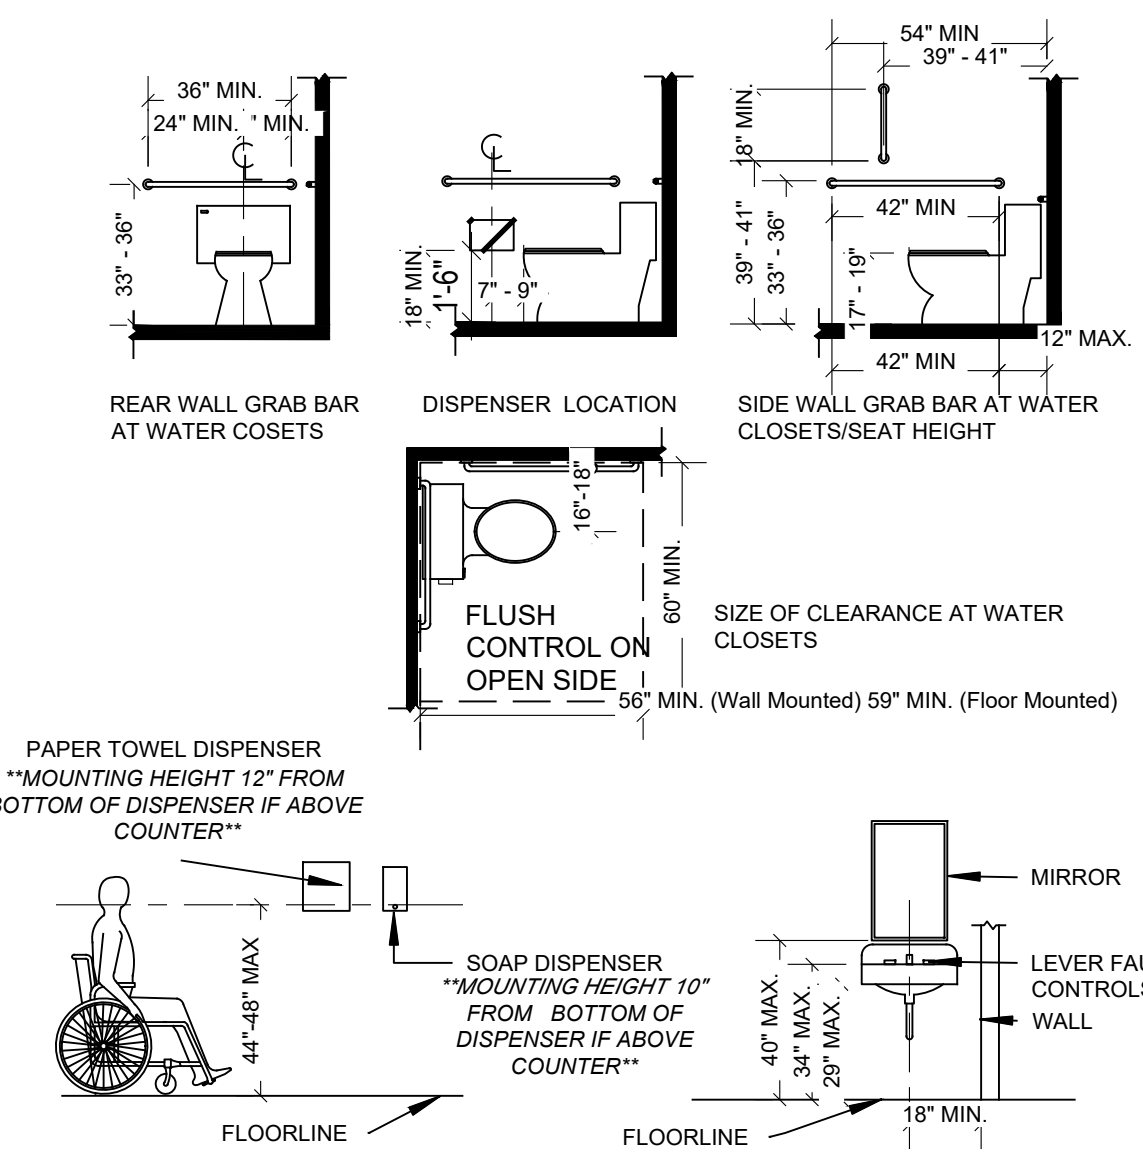 36" MIN.
24" MIN. " MIN.
33" - 36"
REAR WALL GRAB BAR
AT WATER COSETS
18" MIN.
1'-6"
7" - 9"
DISPENSER LOCATION
54" MIN
39" - 41"
18" MIN.
39" - 41"
33" - 36"
42" MIN
17" - 19"
12" MAX.
42" MIN
SIDE WALL GRAB BAR AT WATER
CLOSETS/SEAT HEIGHT
16"-18"
60" MIN.
FLUSH
CONTROL ON
OPEN SIDE
SIZE OF CLEARANCE AT WATER
CLOSETS
56" MIN. (Wall Mounted) 59" MIN. (Floor Mounted)
PAPER TOWEL DISPENSER
**MOUNTING HEIGHT 12" FROM
BOTTOM OF DISPENSER IF ABOVE
COUNTER**
44"-48" MAX
SOAP DISPENSER
**MOUNTING HEIGHT 10"
FROM BOTTOM OF
DISPENSER IF ABOVE
COUNTER**
FLOORLINE
MIRROR
LEVER FAU
CONTROLS
WALL
40" MAX.
34" MAX.
29" MAX.
18" MIN.
FLOORLINE